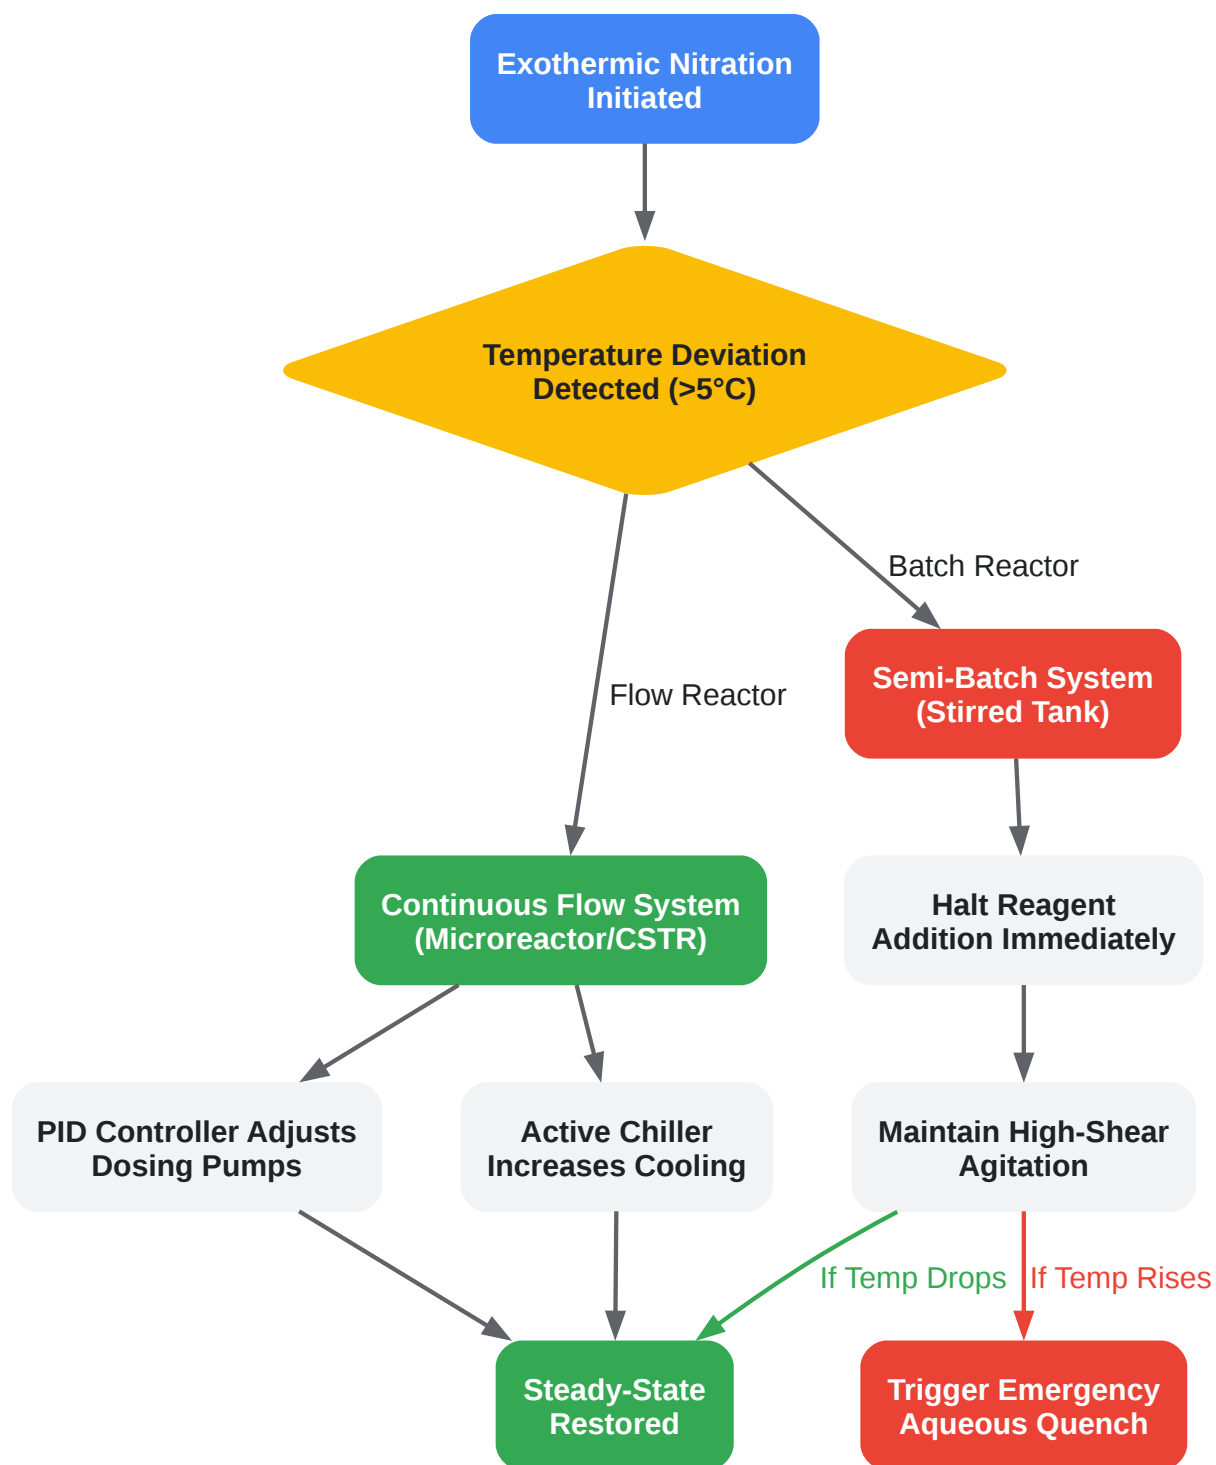 Exothermic Nitration
Initiated
Temperature Deviation
Detected (>5°C)
Batch Reactor
Flow Reactor
Semi-Batch System
(Stirred Tank)
Continuous Flow System
(Microreactor/CSTR)
Halt Reagent
Addition Immediately
PID Controller Adjusts
Dosing Pumps
Active Chiller
Increases Cooling
Maintain High-Shear
Agitation
If Temp Drops
If Temp Rises
Steady-State
Restored
Trigger Emergency
Aqueous Quench